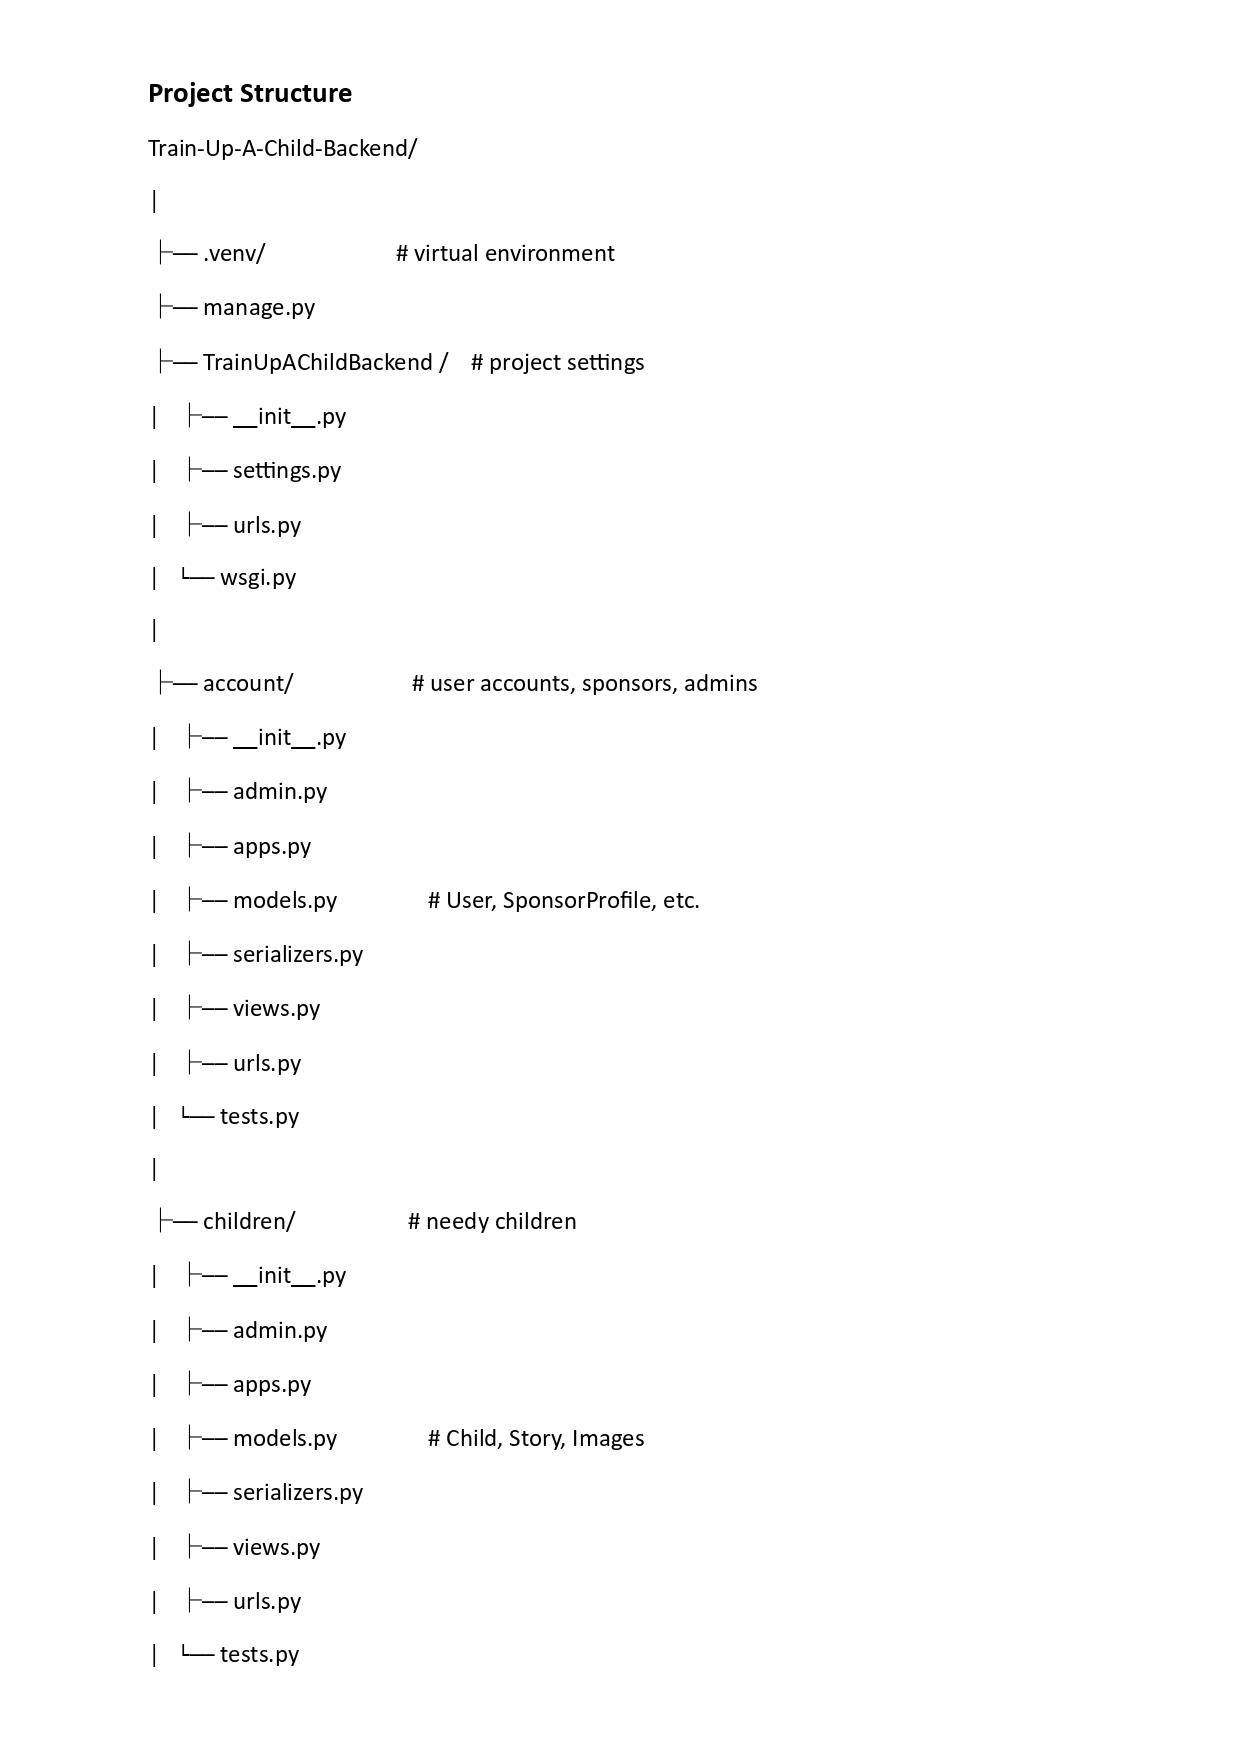 Project Structure
Train-Up-A-Child-Backend/
│
├── .venv/                    # virtual environment
├── manage.py
├── TrainUpAChildBackend /    # project settings
│   ├── __init__.py
│   ├── settings.py
│   ├── urls.py
│   └── wsgi.py
│
├── account/                  # user accounts, sponsors, admins
│   ├── __init__.py
│   ├── admin.py
│   ├── apps.py
│   ├── models.py              # User, SponsorProfile, etc.
│   ├── serializers.py
│   ├── views.py
│   ├── urls.py
│   └── tests.py
│
├── children/                 # needy children
│   ├── __init__.py
│   ├── admin.py
│   ├── apps.py
│   ├── models.py              # Child, Story, Images
│   ├── serializers.py
│   ├── views.py
│   ├── urls.py
│   └── tests.py